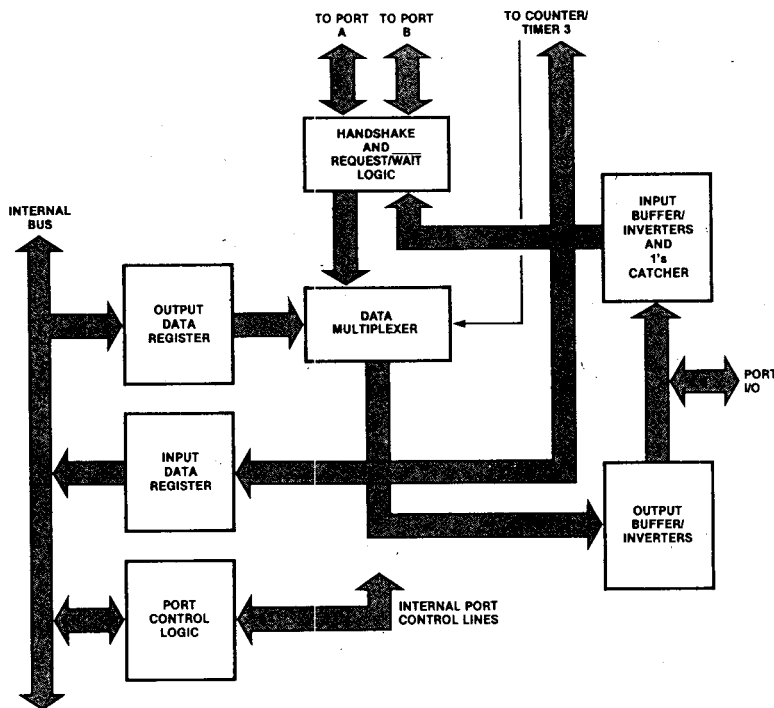 TO PORT
A
TO PORT
B
TO COUNTER/
TIMER 3
HANDSHAKE
AND
REQUEST/WAIT
LOGIC
INTERNAL
BUS
INPUT
BUFFER/
INVERTERS
AND
1's
CATCHER
OUTPUT
DATA
REGISTER
DATA
MULTIPLEXER
PORT
I/O
INPUT
DATA
REGISTER
OUTPUT
BUFFER/
INVERTERS
PORT
CONTROL
LOGIC
INTERNAL PORT
CONTROL LINES